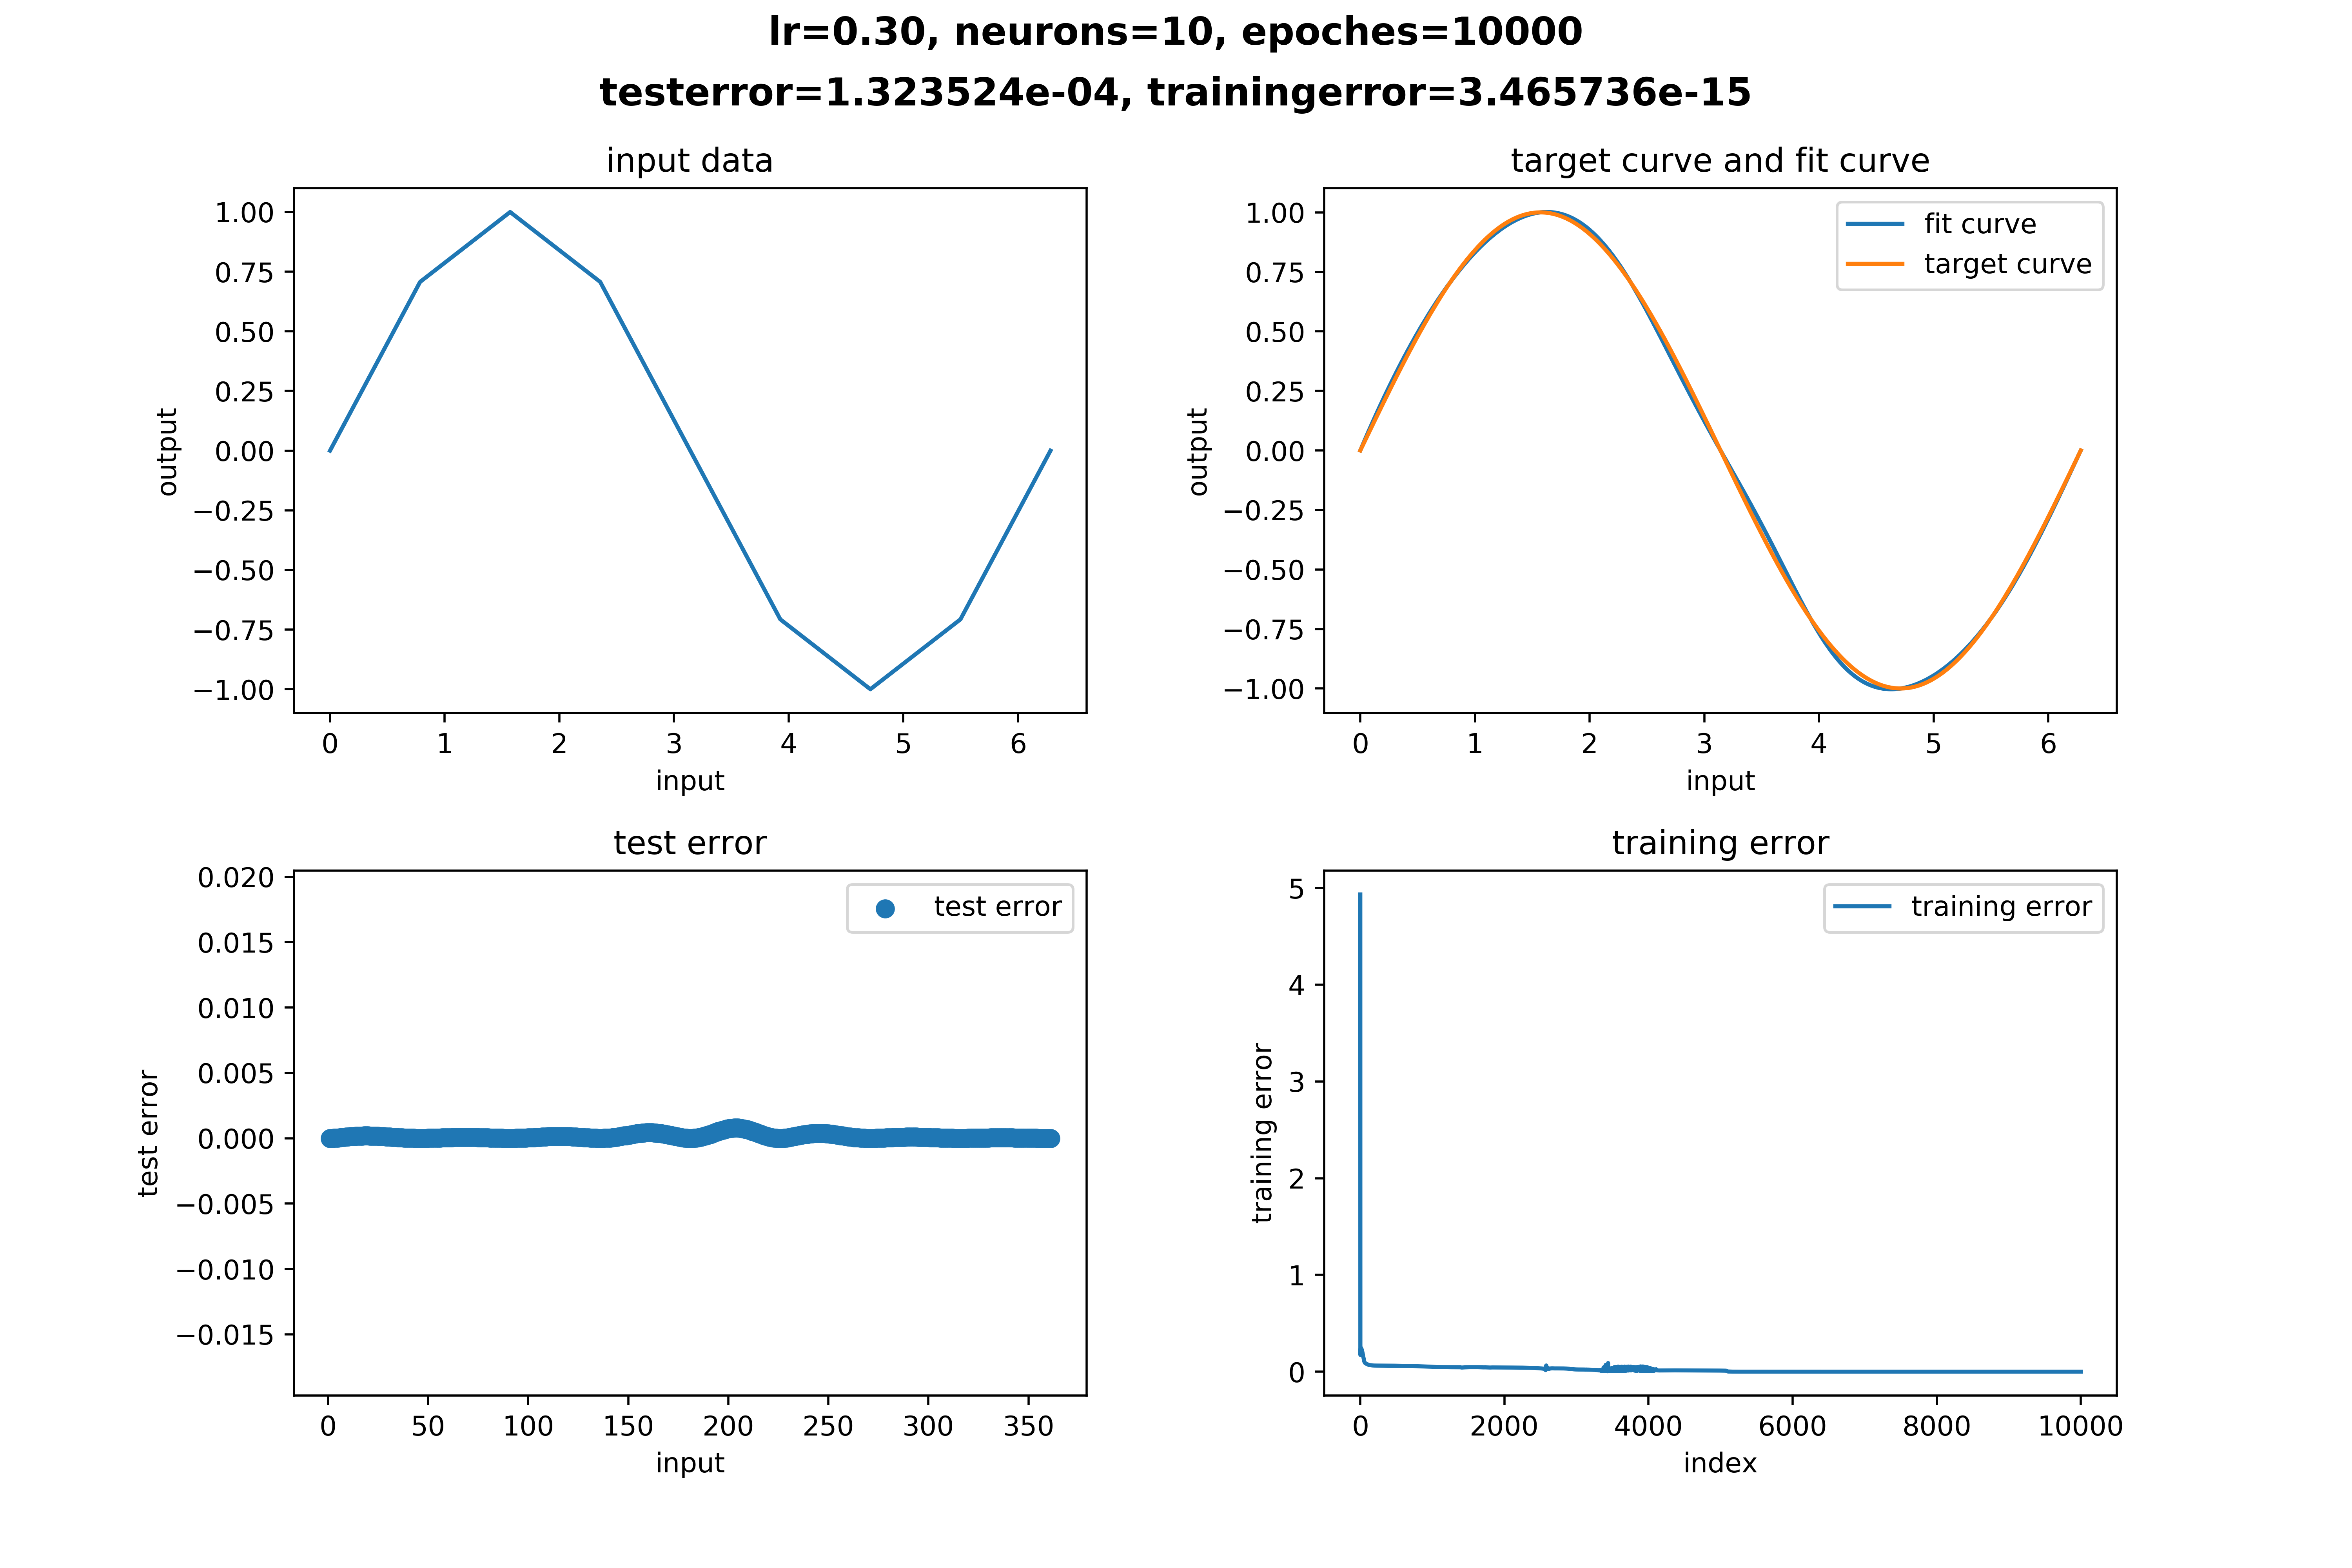 lr=0.30, neurons=10, epoches=10000
testerror=1.323524e-04, trainingerror=3.465736e-15
input data
1.00
0.75
0.50
0.25
0.00
−0.25
−0.50
−0.75
−1.00
output
0 1 2 3 4 5 6
input
target curve and fit curve
fit curve
target curve
1.00
0.75
0.50
0.25
0.00
−0.25
−0.50
−0.75
−1.00
output
0 1 2 3 4 5 6
input
test error
test error
0.020
0.015
0.010
0.005
0.000
−0.005
−0.010
−0.015
test error
0 50 100 150 200 250 300 350
input
training error
training error
5
4
3
2
1
0
training error
0 2000 4000 6000 8000 10000
index